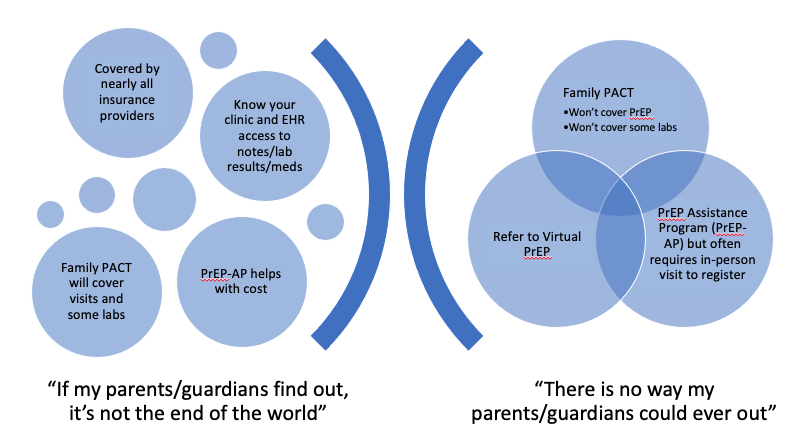 Covered by
nearly all
insurance
providers
Know your
clinic and EHR
access to
notes/lab
results/meds
Family PACT
will cover
visits and
some labs
PrEP-AP helps
with cost
“If my parents/guardians find out,
it’s not the end of the world”
Family PACT
•Won’t cover PrEP
•Won’t cover some labs
Refer to Virtual
PrEP
PrEP Assistance
Program (PrEP-
AP) but often
requires in-person
visit to register
“There is no way my
parents/guardians could ever out”